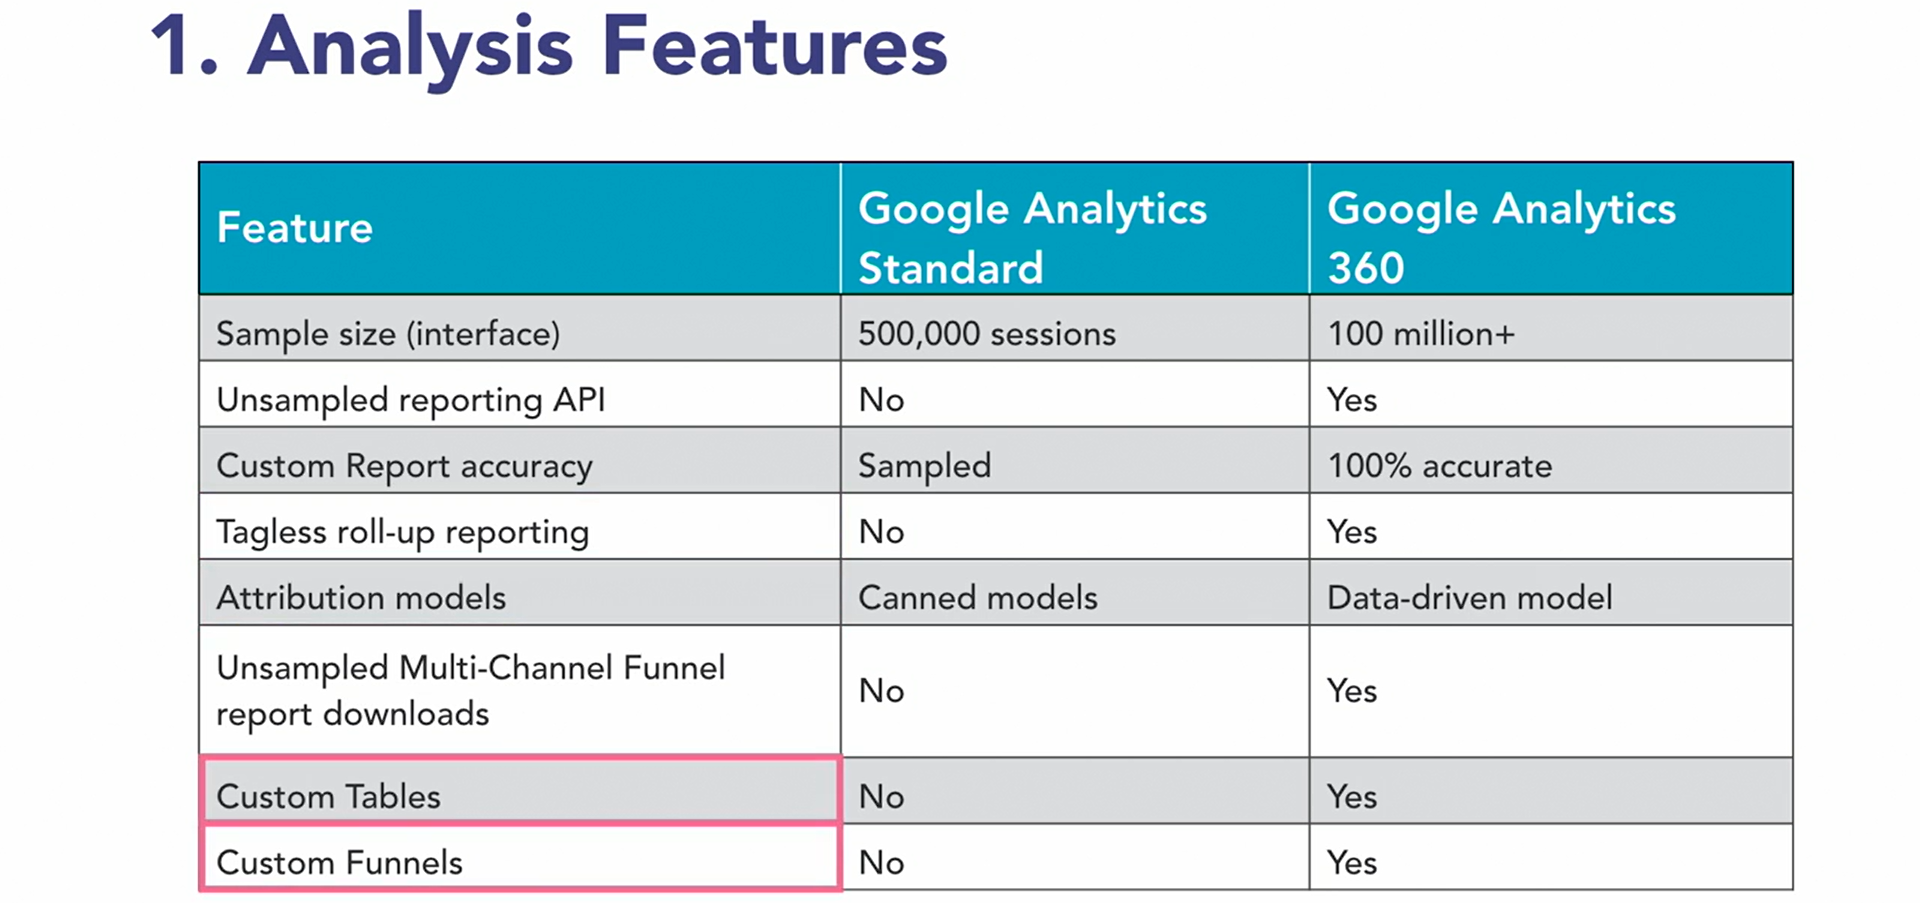 1. Analysis Features
Feature
Google Analytics
Standard
Google Analytics
360
Sample size (interface)
500,000 sessions
100 million+
Unsampled reporting API
No
Yes
Custom Report accuracy
Sampled
100% accurate
Tagless roll-up reporting
No
Yes
Attribution models
Canned models
Data-driven model
Unsampled Multi-Channel Funnel
report downloads
No
Yes
Custom Tables
No
Yes
Custom Funnels
No
Yes